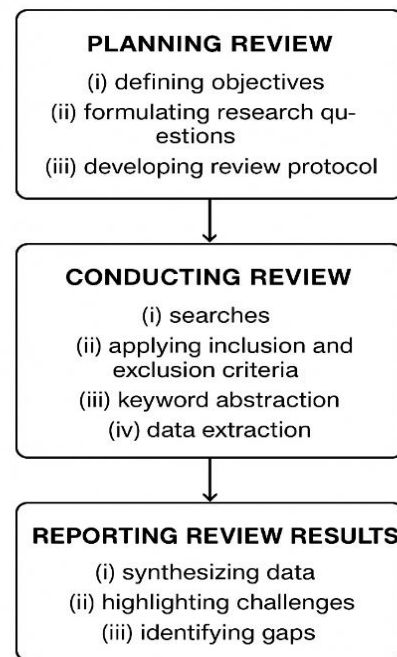 PLANNING REVIEW
(i) defining objectives
(ii) formulating research qu-
estions
(iii) developing review protocol
CONDUCTING REVIEW
(i) searches
(ii) applying inclusion and
exclusion criteria
(iii) keyword abstraction
(iv) data extraction
REPORTING REVIEW RESULTS
(i) synthesizing data
(ii) highlighting challenges
(iii) identifying gaps